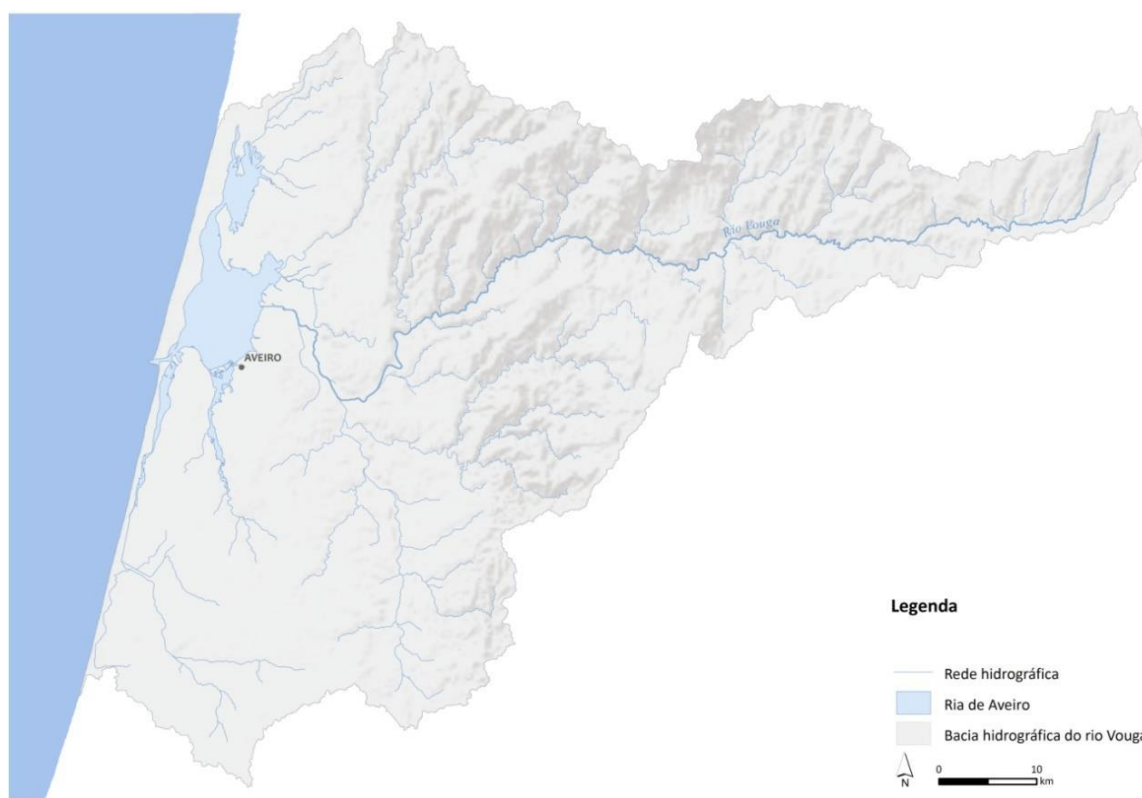 Rio Vouga
AVEIRO
Legenda
Rede hidrográfica
Ria de Aveiro
Bacia hidrográfica do rio Vouga
N
0 10
km